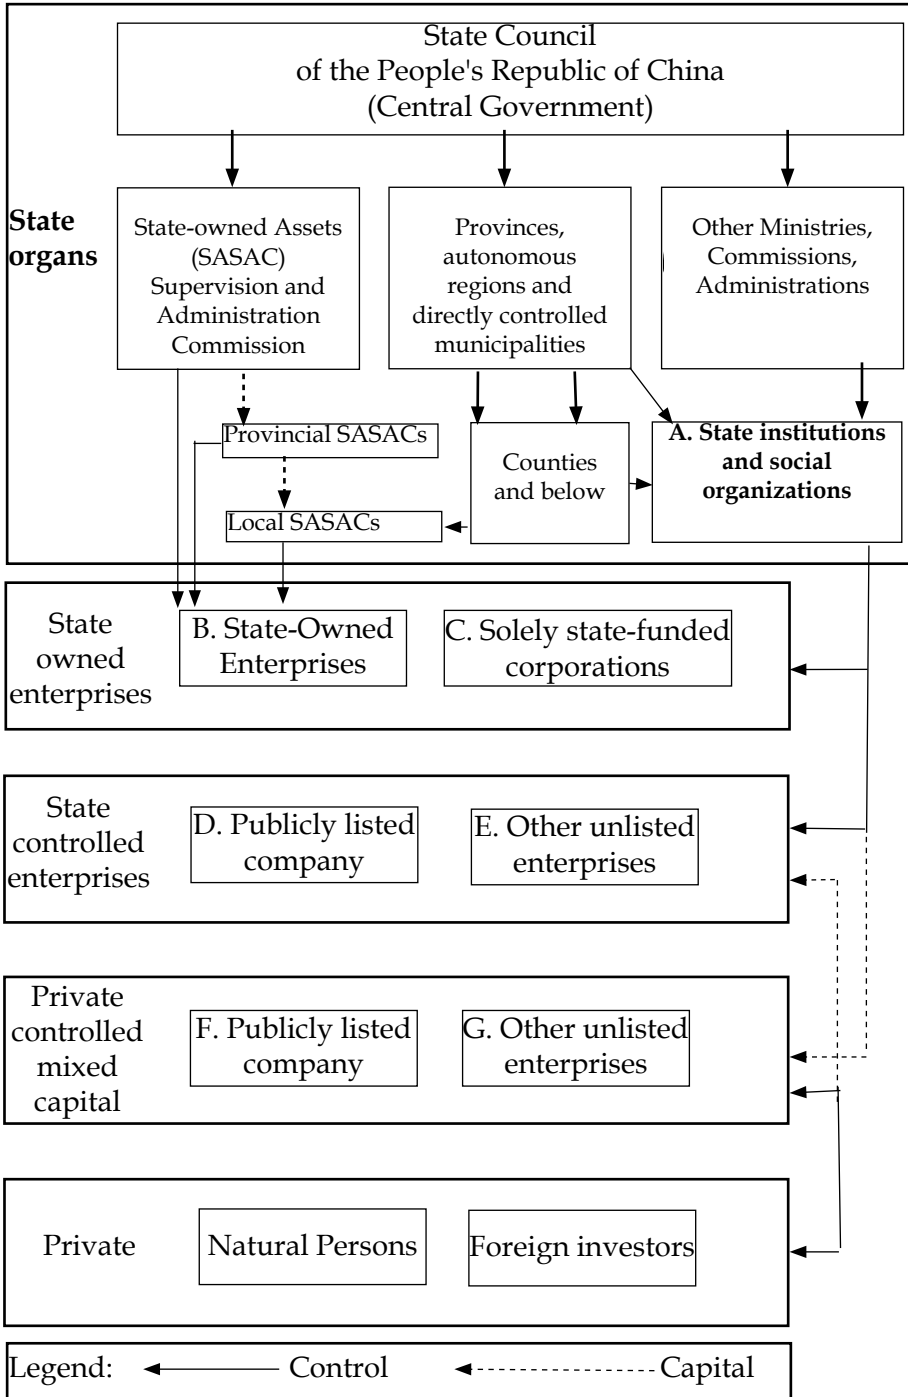 State Council
of the People's Republic of China
(Central Government)
State
organs
State-owned Assets
(SASAC)
Supervision and
Administration
Commission
Provinces,
autonomous
regions and
directly controlled
municipalities
Other Ministries,
Commissions,
Administrations
Provincial SASACs
Local SASACs
Counties
and below
A. State institutions
and social
organizations
State
owned
enterprises
B. State-Owned
Enterprises
C. Solely state-funded
corporations
State
controlled
enterprises
D. Publicly listed
company
E. Other unlisted
enterprises
Private
controlled
mixed
capital
F. Publicly listed
company
G. Other unlisted
enterprises
Private
Natural Persons
Foreign investors
Legend:
Control
Capital